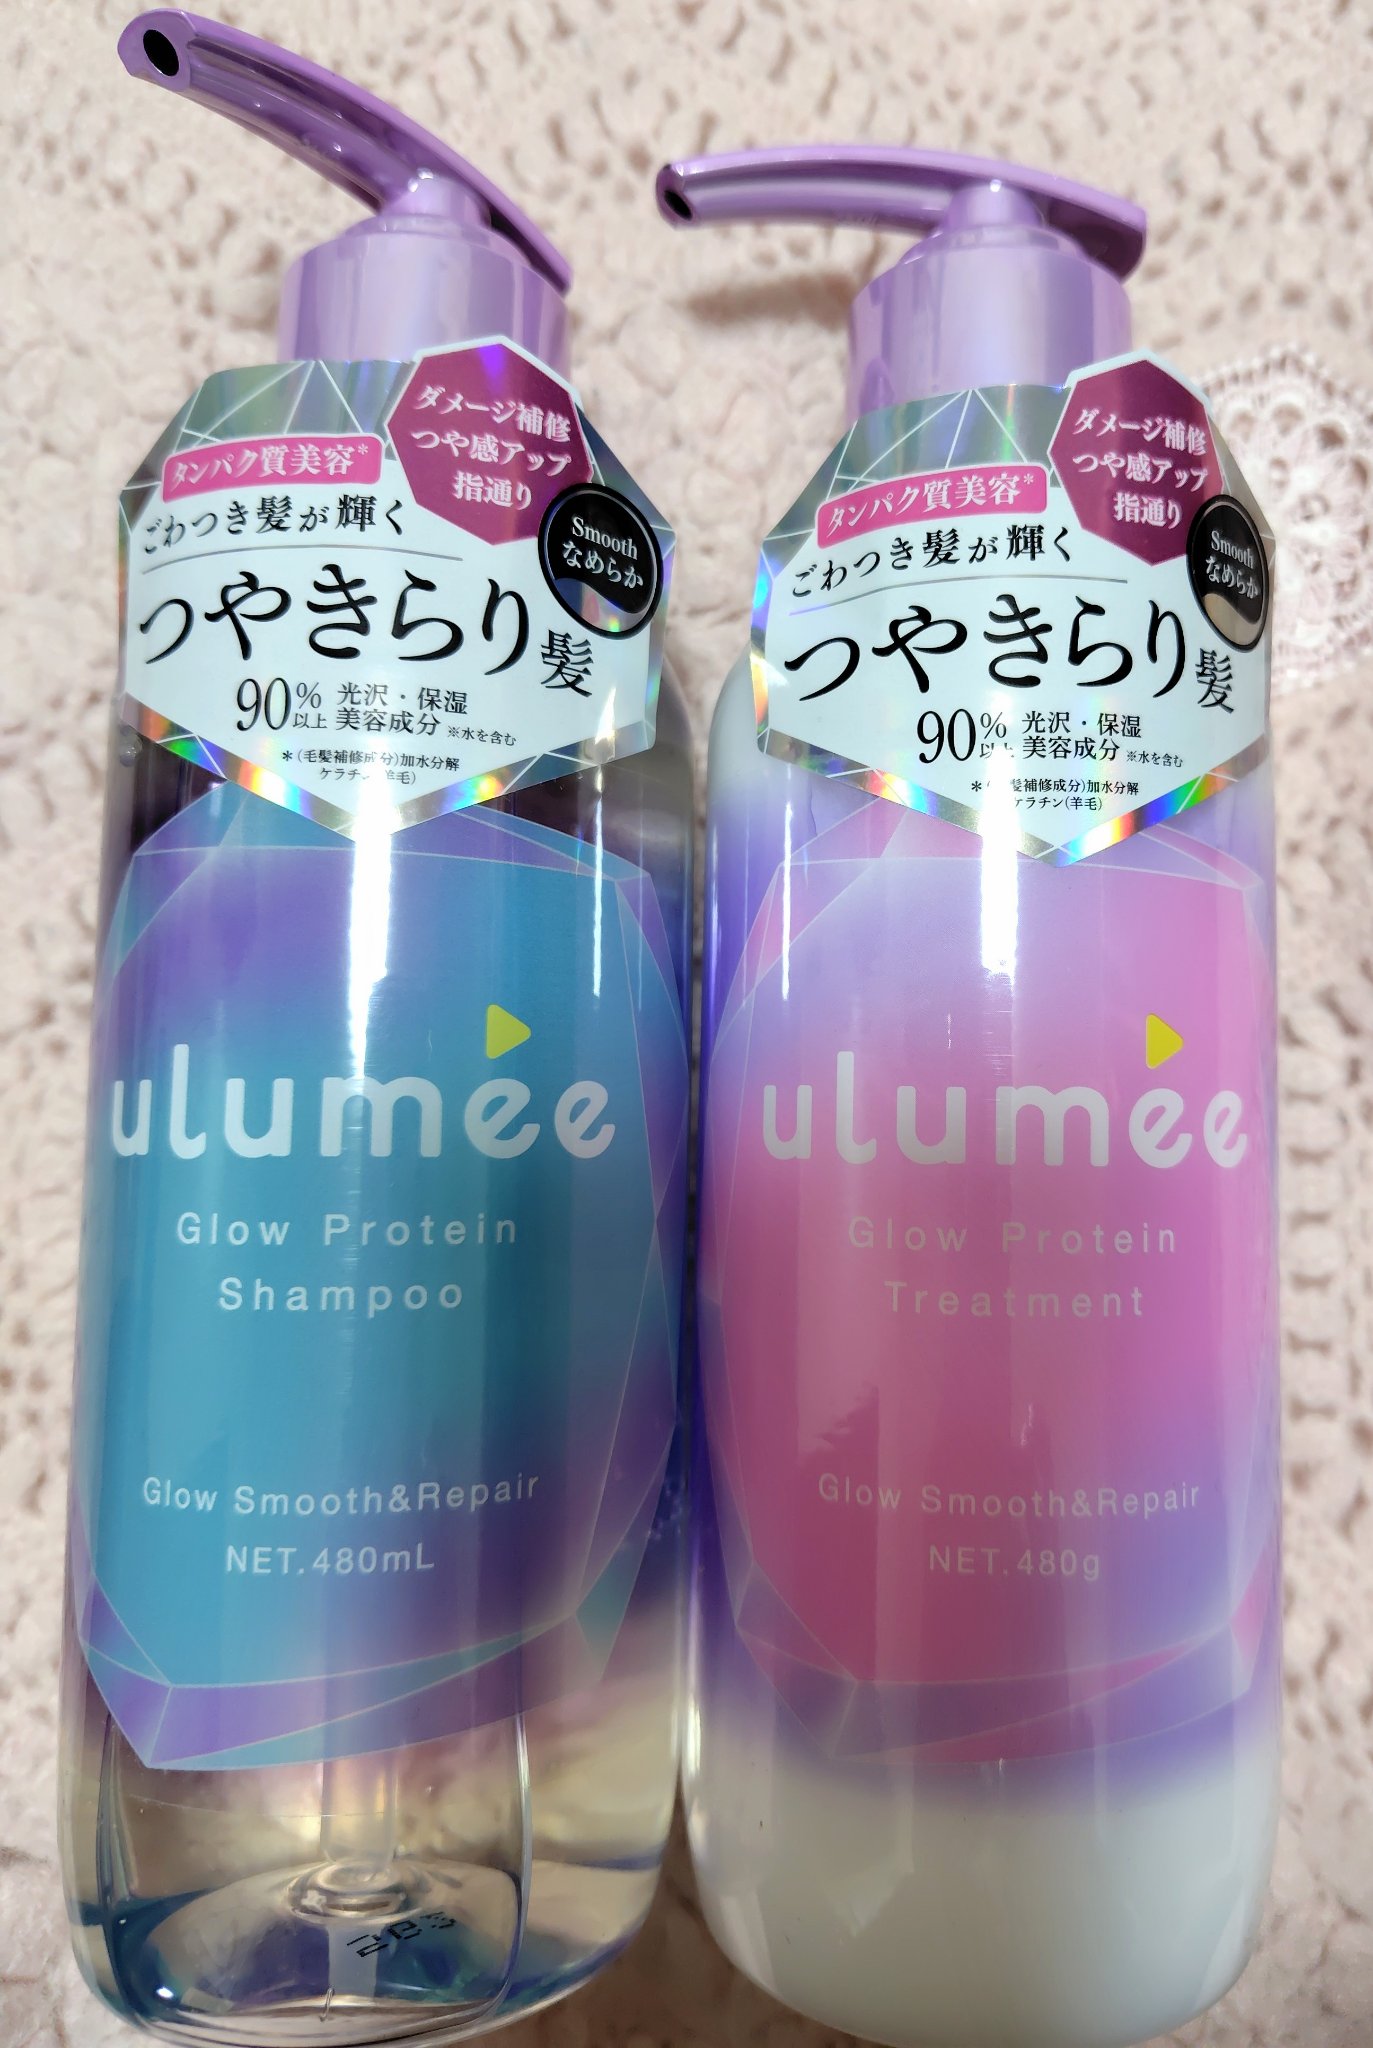 ダメージ補修
つや感アップ
指通り
タンパク質美容*
ごわつき髪が輝く
Smooth
なめらか
つやきらり髪
90%以上 光沢・保湿
美容成分 ※水を含む
*(毛髪補修成分)加水分解
ケラチン(羊毛)
ulumee
Glow Protein
Shampoo
Glow Smooth&Repair
NET.480mL
ダメージ補修
つや感アップ
指通り
タンパク質美容*
ごわつき髪が輝く
Smooth
なめらか
つやきらり髪
90%以上 光沢・保湿
美容成分 ※水を含む
*(毛髪補修成分)加水分解
ケラチン(羊毛)
ulumee
Glow Protein
Treatment
Glow Smooth&Repair
NET.480g